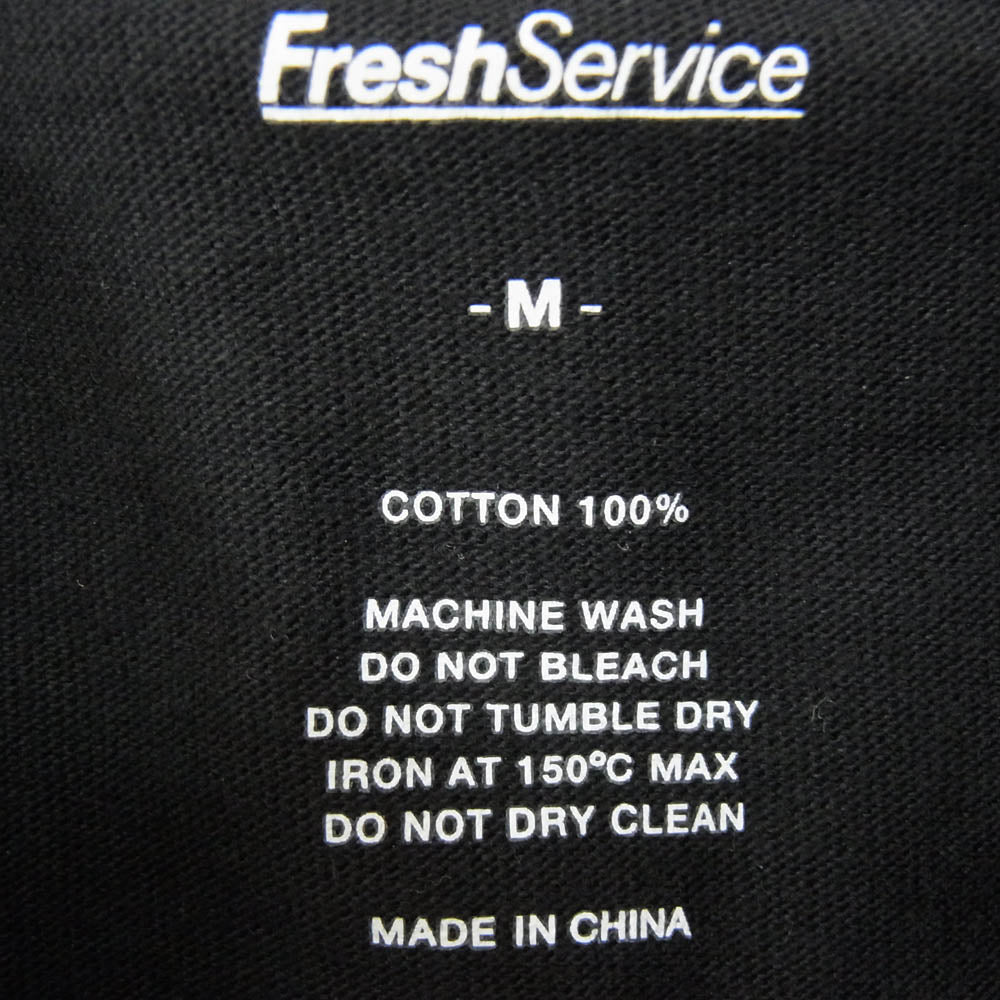 FreshService
- M -
COTTON 100%
MACHINE WASH
DO NOT BLEACH
DO NOT TUMBLE DRY
IRON AT 150°C MAX
DO NOT DRY CLEAN
MADE IN CHINA